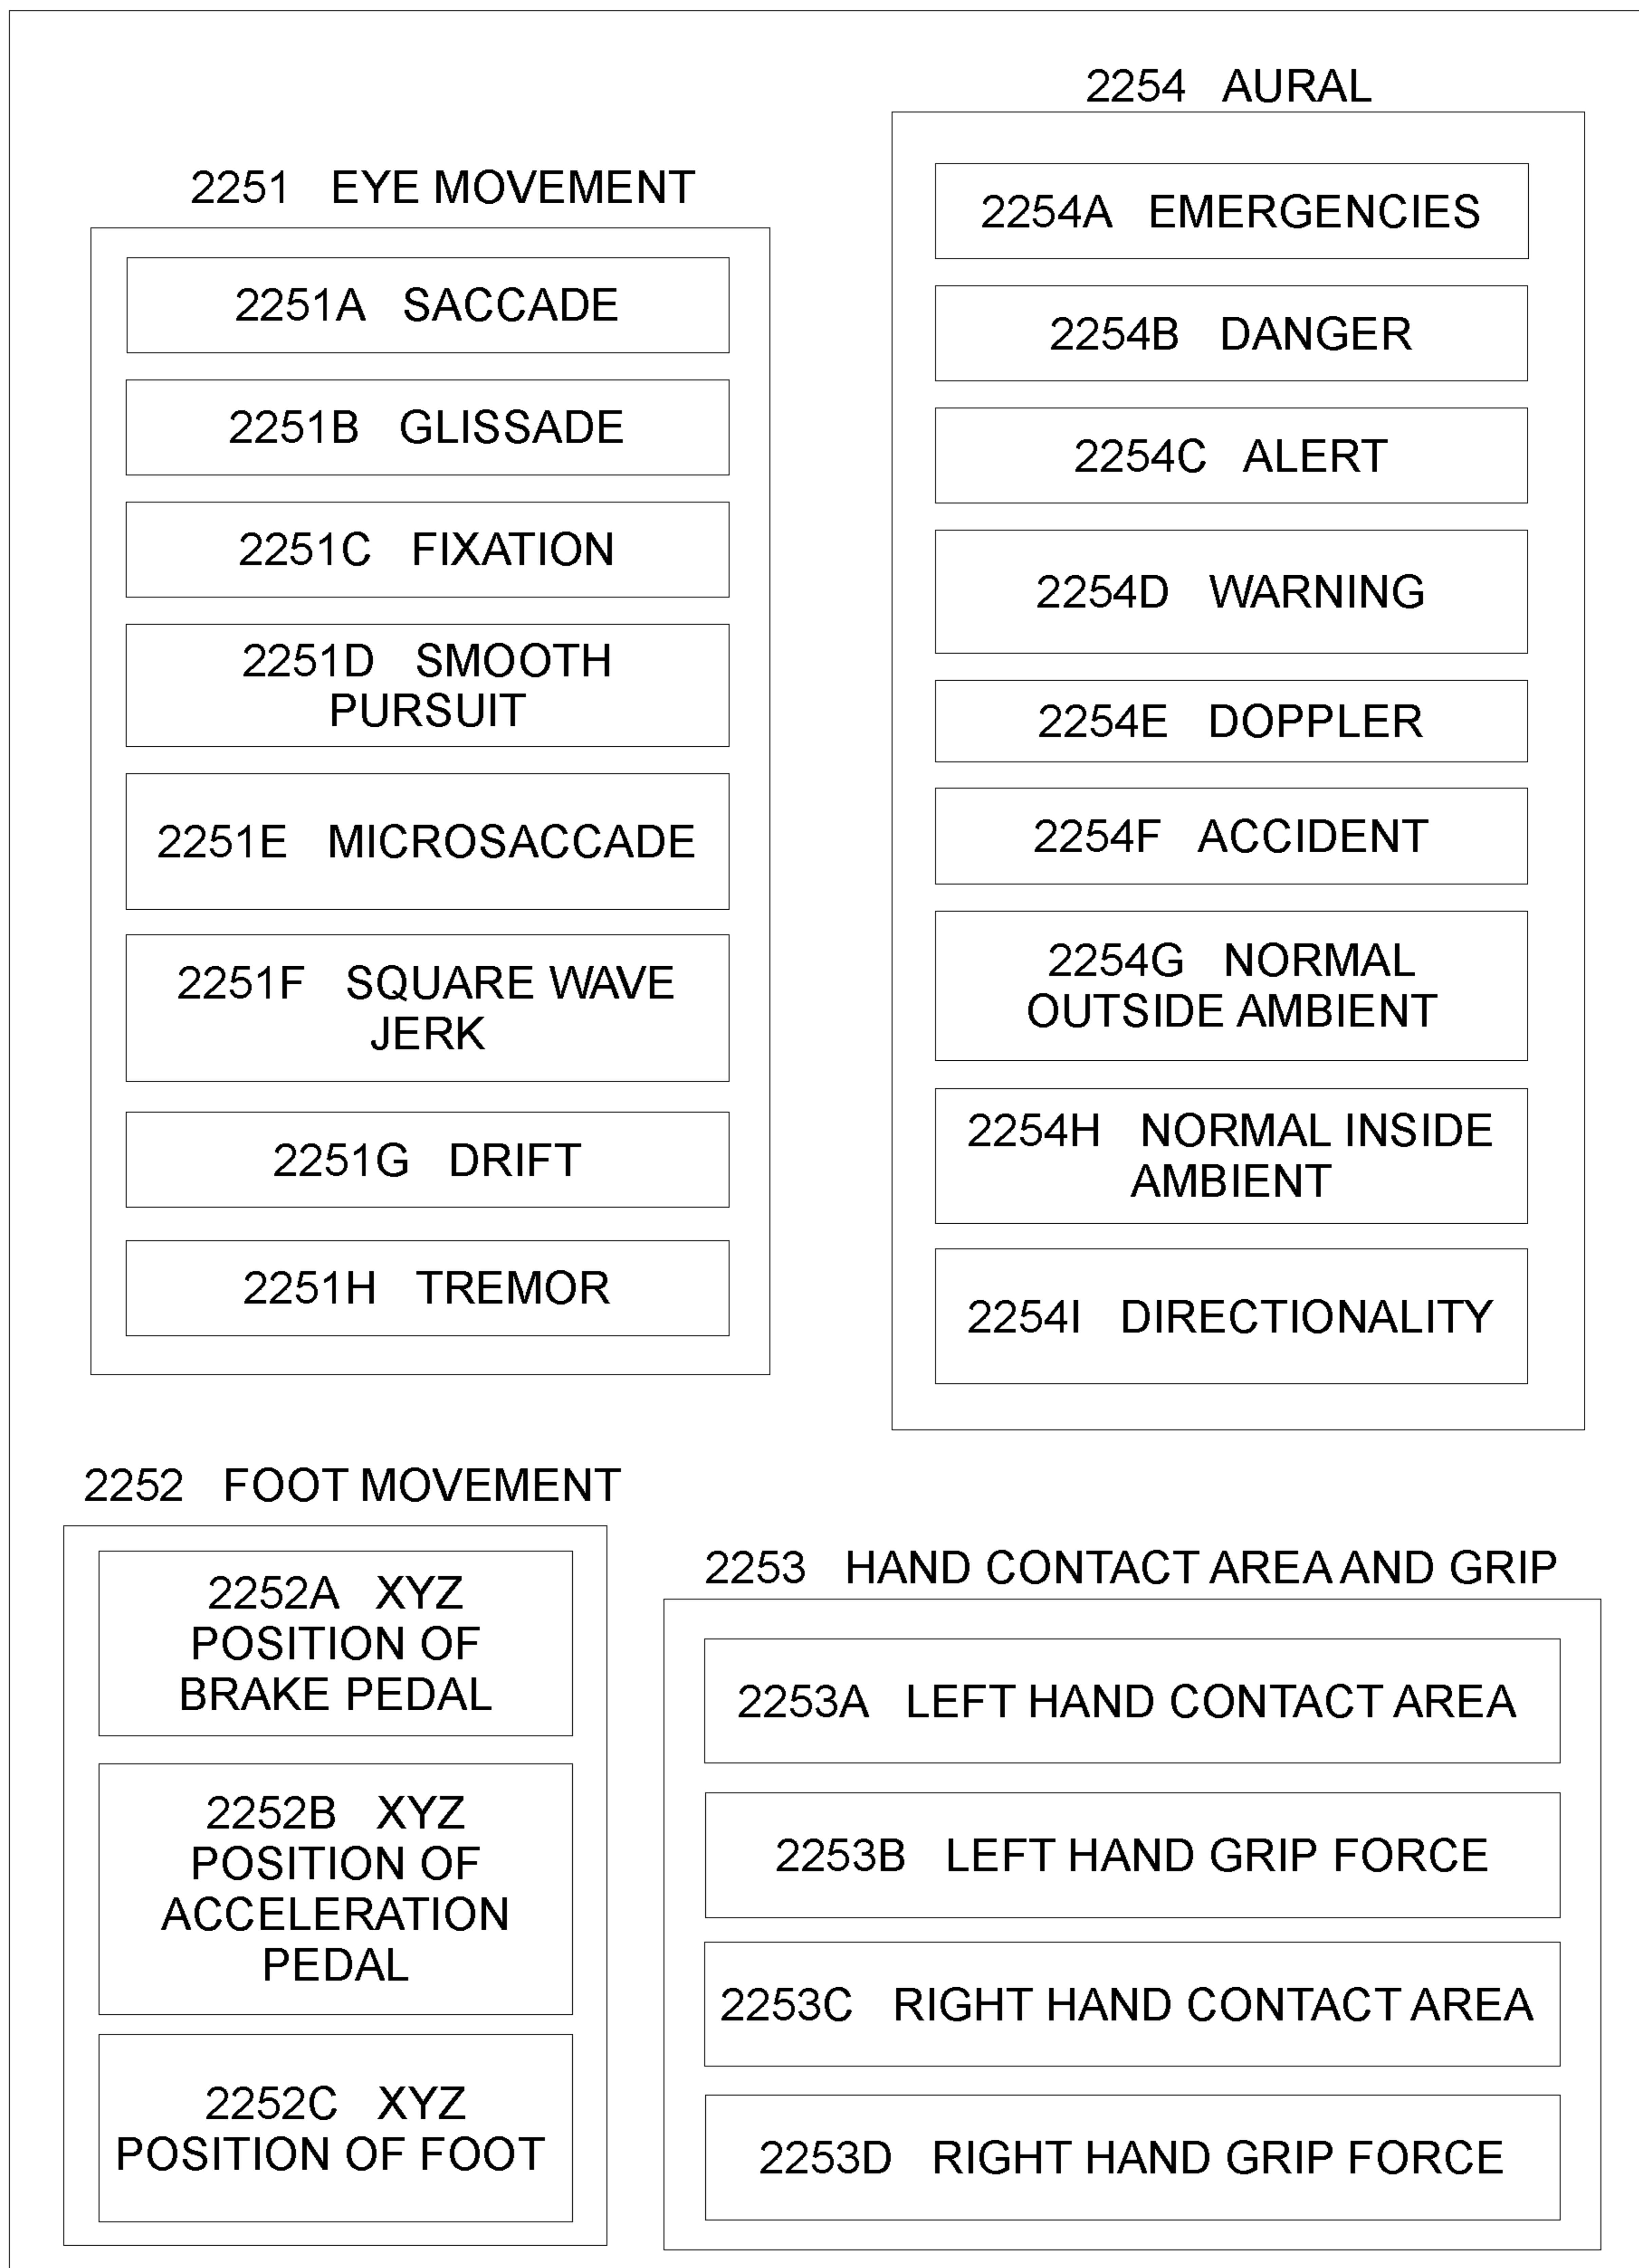 2251 EYE MOVEMENT
2251A SACCADE
2251B GLISSADE
2251C FIXATION
2251D SMOOTH
PURSUIT
2251E MICROSACCADE
2251F SQUARE WAVE
JERK
2251G DRIFT
2251H TREMOR
2254 AURAL
2254A EMERGENCIES
2254B DANGER
2254C ALERT
2254D WARNING
2254E DOPPLER
2254F ACCIDENT
2254G NORMAL
OUTSIDE AMBIENT
2254H NORMAL INSIDE
AMBIENT
2254I DIRECTIONALITY
2252 FOOT MOVEMENT
2252A XYZ
POSITION OF
BRAKE PEDAL
2252B XYZ
POSITION OF
ACCELERATION
PEDAL
2252C XYZ
POSITION OF FOOT
2253 HAND CONTACT AREA AND GRIP
2253A LEFT HAND CONTACT AREA
2253B LEFT HAND GRIP FORCE
2253C RIGHT HAND CONTACT AREA
2253D RIGHT HAND GRIP FORCE